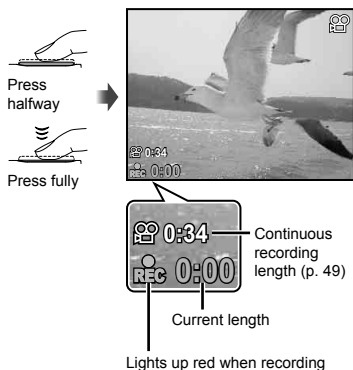 Press
halfway
Press fully
0:34
REC 0:00
0:34
REC 0:00
Continuous
recording
length (p. 49)
Current length
Lights up red when recording